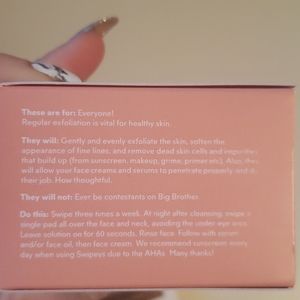 These are for: Everyone!
Regular exfoliation is vital for healthy skin.
They will: Gently and evenly exfoliate the skin, soften the
appearance of fine lines, and remove dead skin cells and impurities
that build up (from sunscreen, makeup, grime, primer etc). Also, they
will allow your face creams and serums to penetrate properly and do
their job. How thoughtful.
They will not: Ever be contestants on Big Brother.
Do this: Swipe three times a week. At night after cleansing, swipe a
single pad all over the face and neck, avoiding the under eye area.
Leave solution on for 60 seconds. Rinse face. Follow with serum
and/or face oil, then face cream. We recommend sunscreen every
day when using Swipeys due to the AHAs. Many thanks!